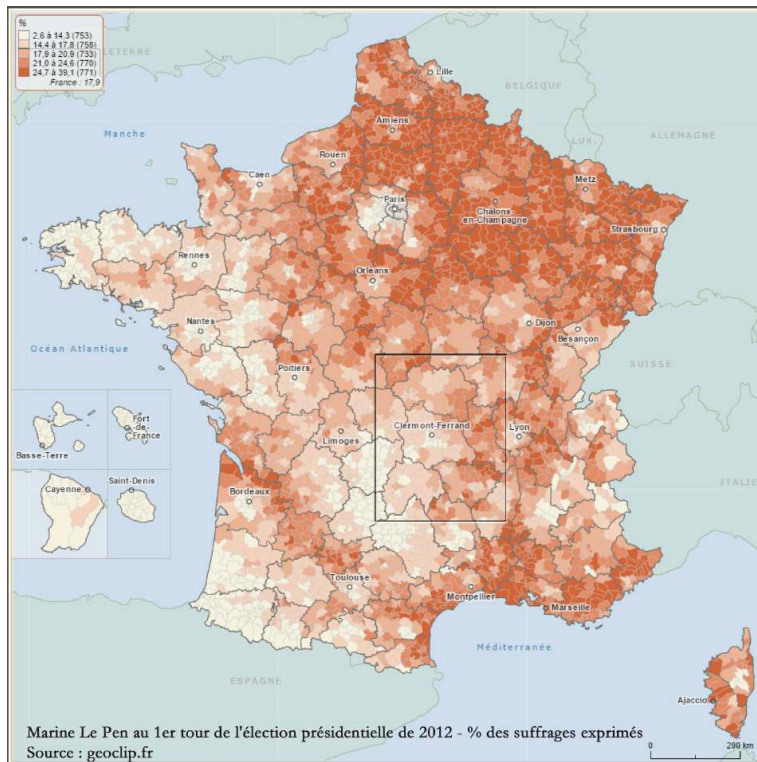 %
2,6 à 14,3 (753)
14,4 à 17,8 (758)
17,9 à 20,9 (733)
21,0 à 24,6 (770)
24,7 à 39,1 (771)
France : 17,9
LETERRE
Lille
BELGIQUE
Manche
Amiens
LUX.
ALLEMAGNE
Rouen
Caen
Metz
Paris
Châlons-
en-Champagne
Strasbourg
Rennes
Orléans
Nantes
Dijon
Besançon
Océan Atlantique
SUISSE
Poitiers
Fort-
de-
France
Clermont-Ferrand
Lyon
Limoges
Basse-Terre
Cayenne
Saint-Denis
ITALIE
Bordeaux
Toulouse
Montpellier
Marseille
Méditerranée
ESPAGNE
Ajaccio
Marine Le Pen au 1er tour de l'élection présidentielle de 2012 - % des suffrages exprimés
Source : geoclip.fr
0 200 km